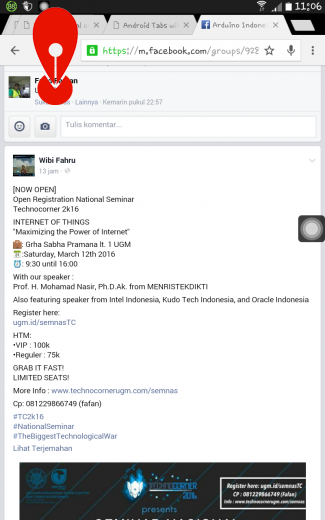 11:06
Android Tabs wit
Arduino Indone
https://m.facebook.com/groups/928
Lainnya · Kemarin pukul 22:57
Tulis komentar...
Wibi Fahru
13 jam ·
[NOW OPEN]
Open Registration National Seminar
Technocorner 2k16
INTERNET OF THINGS
"Maximizing the Power of Internet"
: Grha Sabha Pramana lt. 1 UGM
:Saturday, March 12th 2016
: 9:30 until 16:00
With our speaker :
Prof. H. Mohamad Nasir, Ph.D.Ak. from MENRISTEKDIKTI
Also featuring speaker from Intel Indonesia, Kudo Tech Indonesia, and Oracle Indonesia
Register here:
ugm.id/semnasTC
HTM:
•VIP : 100k
•Reguler : 75k
GRAB IT FAST!
LIMITED SEATS!
More Info : www.technocornerugm.com/semnas
Cp: 081229866749 (fafan)
#TC2k16
#NationalSeminar
#TheBiggestTechnologicalWar
Lihat Terjemahan
TECHNOCORNER
2016
Register here: ugm.id/semnasTC
CP : 081229866749 (fafan)
Info : www.technocornerugm.com/semnas
presents
SEMINAR NASIONAL